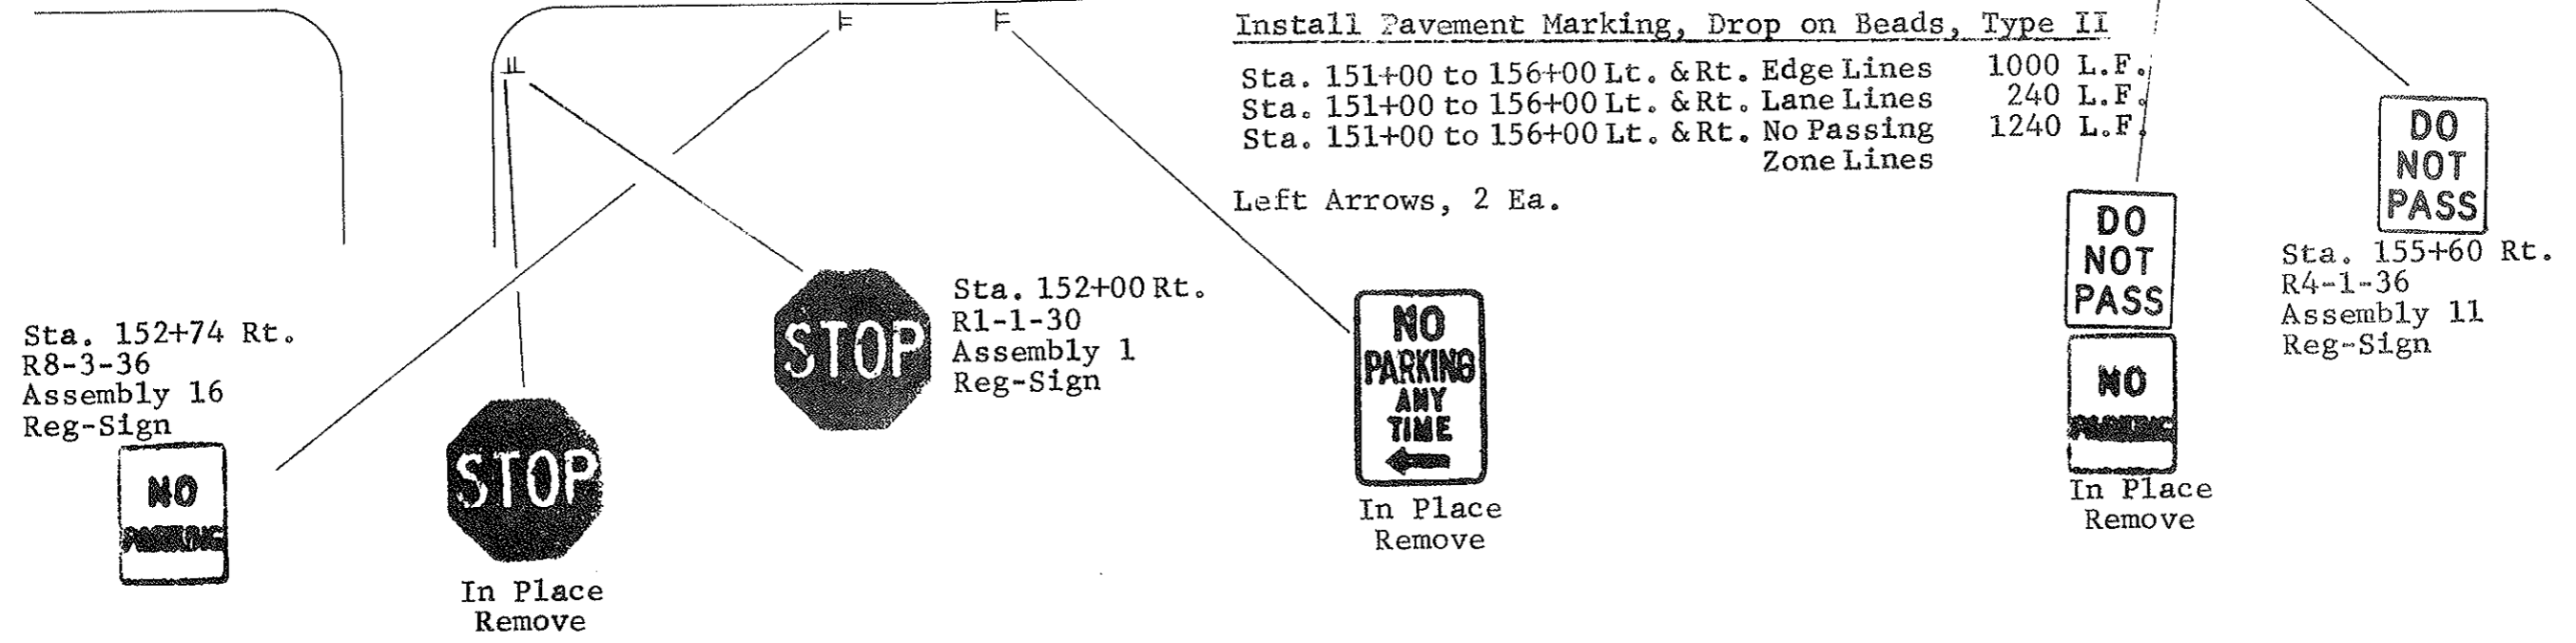 Install Pavement Marking, Drop on Beads, Type II
Sta. 151+00 to 156+00 Lt. & Rt. Edge Lines 1000 L.F.
Sta. 151+00 to 156+00 Lt. & Rt. Lane Lines 240 L.F.
Sta. 151+00 to 156+00 Lt. & Rt. No Passing 1240 L.F.
Zone Lines
Left Arrows, 2 Ea.
DO
NOT
PASS
Sta. 155+60 Rt.
R4-1-36
Assembly 11
Reg-Sign
DO
NOT
PASS
NO
PARKING
In Place
Remove
NO
PARKING
ANY
TIME
In Place
Remove
STOP
Sta. 152+00 Rt.
R1-1-30
Assembly 1
Reg-Sign
STOP
In Place
Remove
Sta. 152+74 Rt.
R8-3-36
Assembly 16
Reg-Sign
NO
PARKING